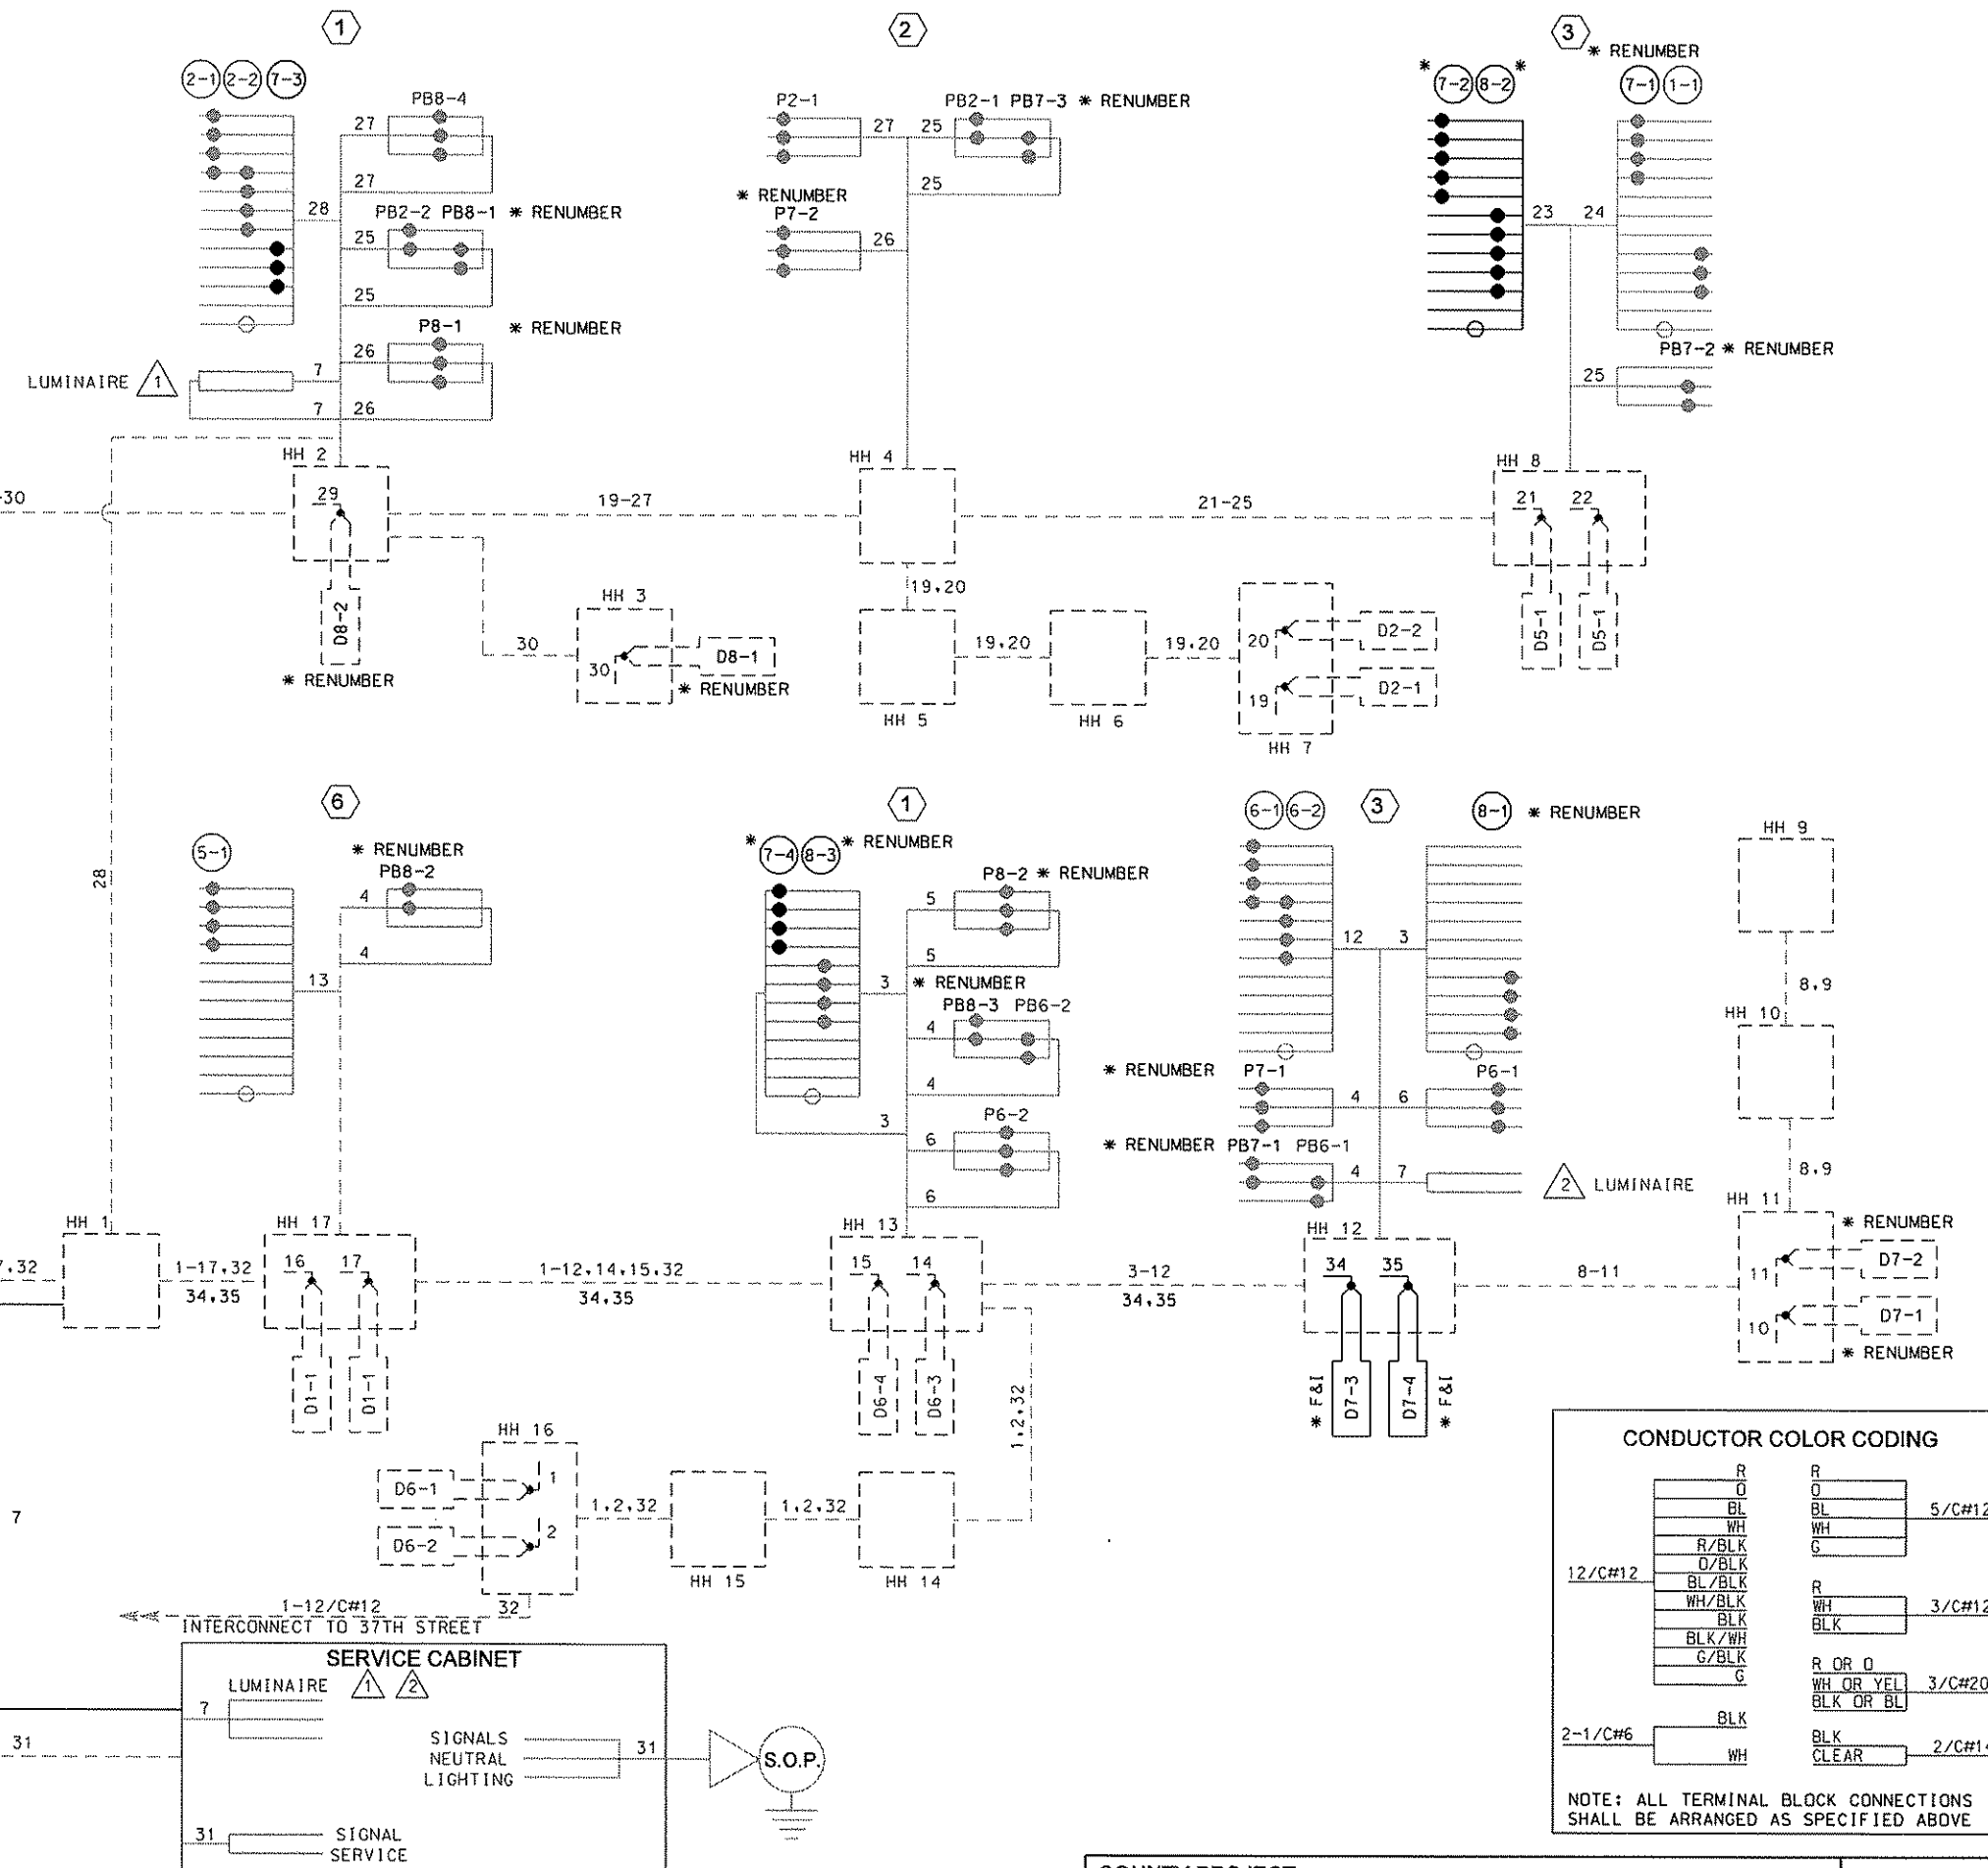 1
2
3
* RENUMBER
2-1 2-2 7-3
PB8-4
P2-1
PB2-1 PB7-3 * RENUMBER
* 7-2 8-2 *
7-1 1-1
27
27
25
27
* RENUMBER
25
28
PB2-2 PB8-1 * RENUMBER
P7-2
23 24
25
26
25
P8-1 * RENUMBER
26
PB7-2 * RENUMBER
LUMINAIRE 1
7
25
7 26
HH 2
HH 4
HH 8
-30
29
19-27
21-25
21 22
D8-2
* RENUMBER
HH 3
30
30
D8-1
* RENUMBER
19,20
19,20
19,20
HH 5
HH 6
20
D2-2
19
D2-1
HH 7
D5-1
D5-1
6
1
6-1 6-2
3
8-1 * RENUMBER
HH 9
5-1
* RENUMBER
PB8-2
* 7-4 8-3 * RENUMBER
P8-2 * RENUMBER
28
4
5
4
5
12 3
13
3
* RENUMBER
PB8-3 PB6-2
8,9
4
HH 10
* RENUMBER P7-1
P6-1
4
4 6
3
P6-2
6
* RENUMBER PB7-1 PB6-1
4 7
2 LUMINAIRE
8,9
6
HH 1
HH 17
HH 13
HH 12
HH 11
* RENUMBER
7,32
1-17,32
34,35
16 17
1-12,14,15,32
34,35
15 14
3-12
34,35
34 35
8-11
11
D7-2
10
D7-1
* RENUMBER
D1-1
D1-1
D6-4
D6-3
1,2,32
* F&I
D7-3
D7-4
* F&I
HH 16
D6-1
1
D6-2
2
1,2,32
1,2,32
HH 15
HH 14
7
1-12/C#12
32
INTERCONNECT TO 37TH STREET
SERVICE CABINET
LUMINAIRE 1 2
7
31
SIGNALS
NEUTRAL
LIGHTING
31
S.O.P.
31
SIGNAL
SERVICE
CONDUCTOR COLOR CODING
12/C#12
R
O
BL
WH
R/BLK
O/BLK
BL/BLK
WH/BLK
BLK
BLK/WH
G/BLK
G
2-1/C#6
BLK
WH
R
O
BL
WH
G
5/C#12
R
WH
BLK
3/C#12
R OR O
WH OR YEL
BLK OR BL
3/C#20
BLK
CLEAR
2/C#14
NOTE: ALL TERMINAL BLOCK CONNECTIONS
SHALL BE ARRANGED AS SPECIFIED ABOVE